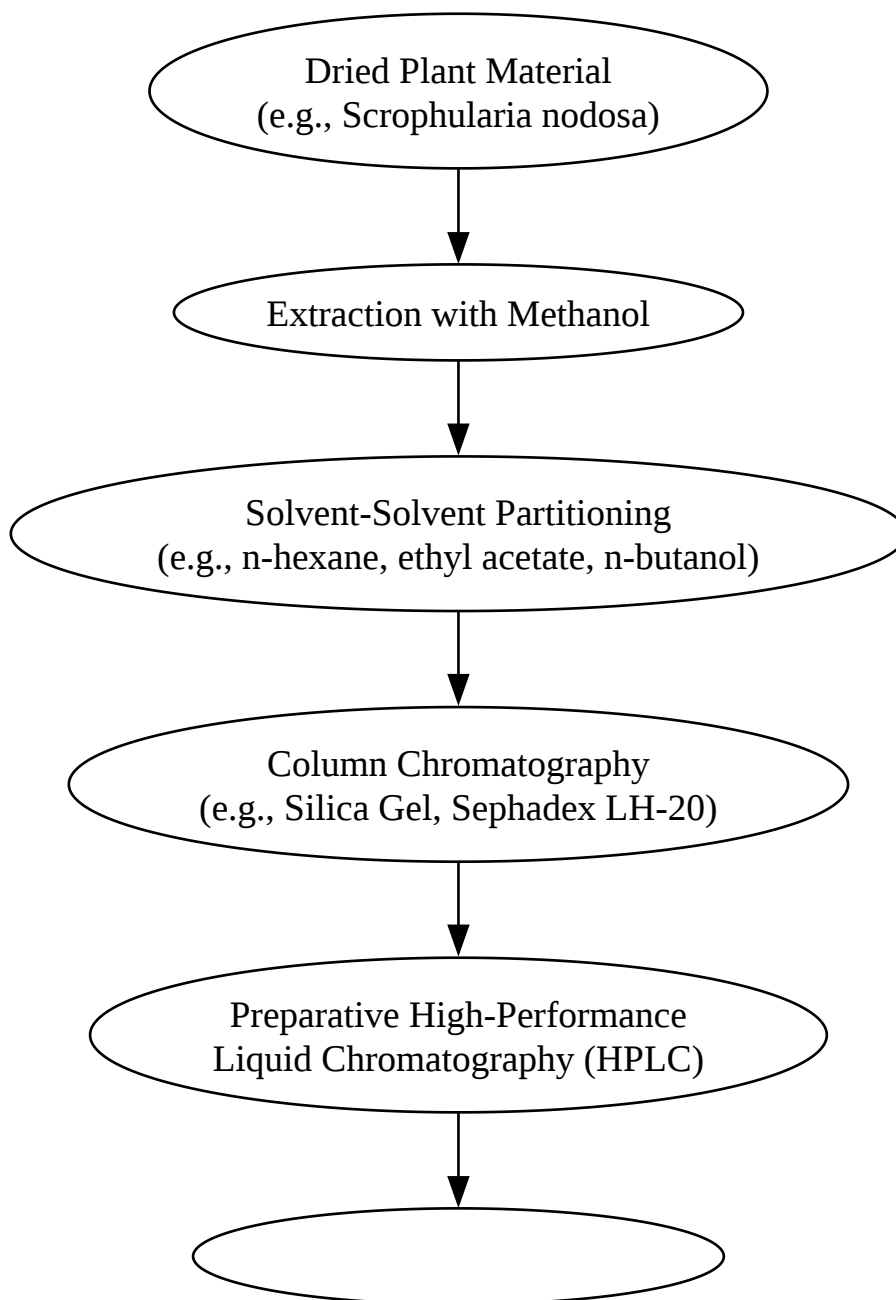 Dried Plant Material
(e.g., Scrophularia nodosa)
Extraction with Methanol
Solvent-Solvent Partitioning
(e.g., n-hexane, ethyl acetate, n-butanol)
Column Chromatography
(e.g., Silica Gel, Sephadex LH-20)
Preparative High-Performance
Liquid Chromatography (HPLC)